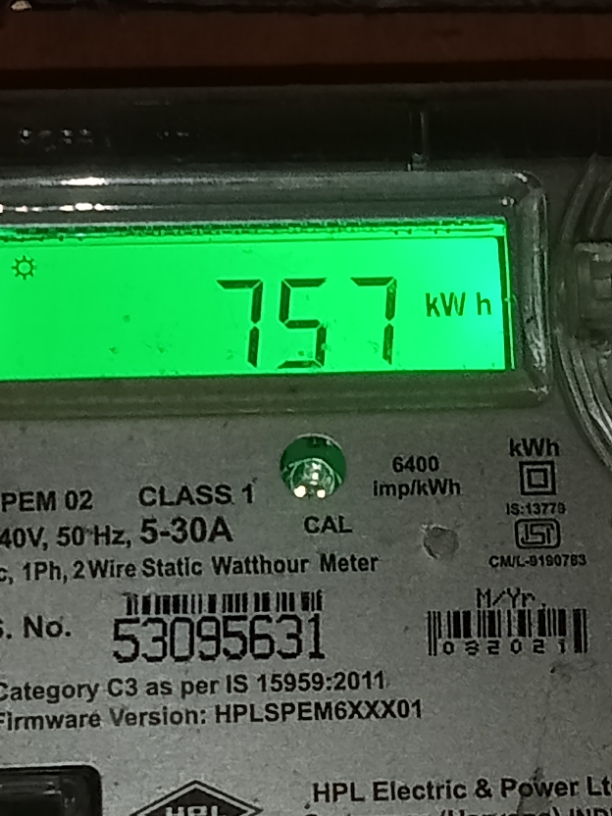 757 kWh
kWh
6400
imp/kWh
PEM 02 CLASS 1
IS:13779
40V, 50 Hz, 5-30A
CAL
CM/L-9190783
c, 1Ph, 2 Wire Static Watthour Meter
M/Yr.
S. No. 53095631
032021
Category C3 as per IS 15959:2011
Firmware Version: HPLSPEM6XXX01
HPL
HPL Electric & Power Lt